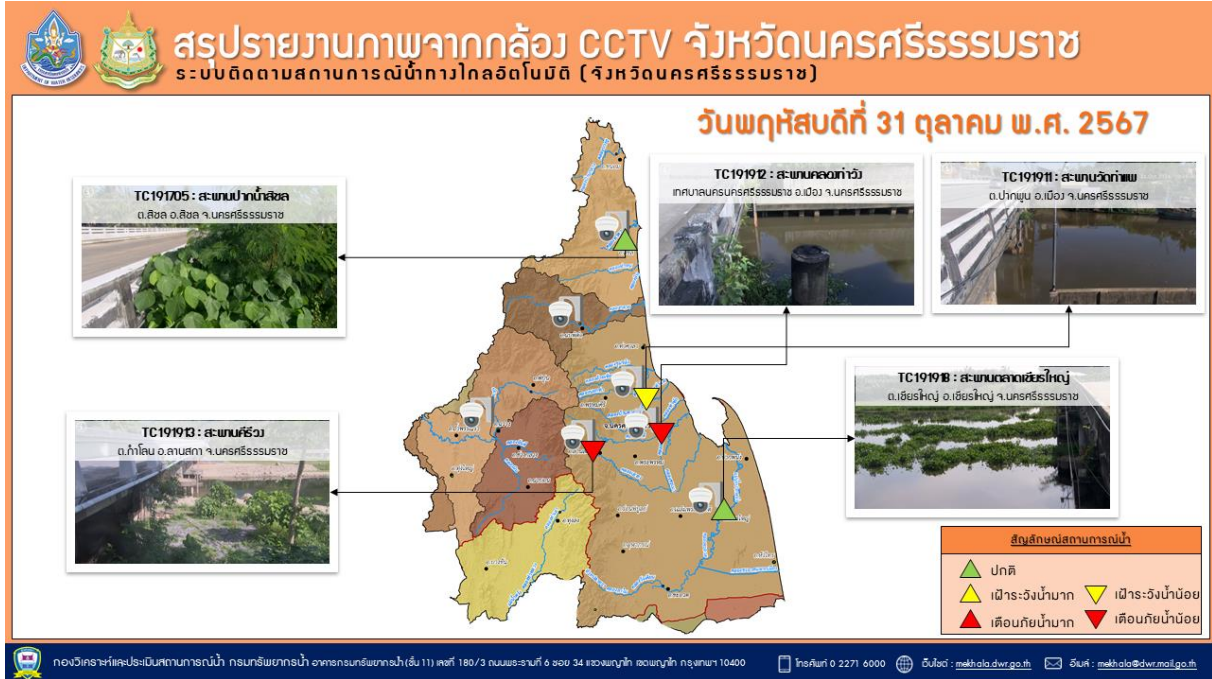 สรุปรายงานภาพจากกล้อง CCTV จังหวัดนครศรีธรรมราช
ระบบติดตามสถานการณ์น้ำทางไกลอัตโนมัติ (จังหวัดนครศรีธรรมราช)
วันพฤหัสบดีที่ 31 ตุลาคม พ.ศ. 2567
TC191705 : สะพานปากน้ำสิชล
ต.สิชล อ.สิชล จ.นครศรีธรรมราช
TC191912 : สะพานคลองท่าวัง
เทศบาลนครนครศรีธรรมราช อ.เมือง จ.นครศรีธรรมราช
TC191911 : สะพานวัดท่าแพ
ต.ปากพูน อ.เมือง จ.นครศรีธรรมราช
TC191918 : สะพานตลาดเชียรใหญ่
ต.เชียรใหญ่ อ.เชียรใหญ่ จ.นครศรีธรรมราช
TC191913 : สะพานคีรีวง
ต.กำโลน อ.ลานสกา จ.นครศรีธรรมราช
สัญลักษณ์สถานการณ์น้ำ
ปกติ
เฝ้าระวังน้ำมาก เฝ้าระวังน้ำน้อย
เตือนภัยน้ำมาก เตือนภัยน้ำน้อย
กองวิเคราะห์และประเมินสถานการณ์น้ำ กรมทรัพยากรน้ำ อาคารกรมทรัพยากรน้ำ (ชั้น 11) เลขที่ 180/3 ถนนพระรามที่ 6 ซอย 34 แขวงพญาไท เขตพญาไท กรุงเทพฯ 10400 โทรศัพท์ 0 2271 6000 เว็บไซต์ : mekhala.dwr.go.th อีเมล์ : mekhala@dwr.mail.go.th